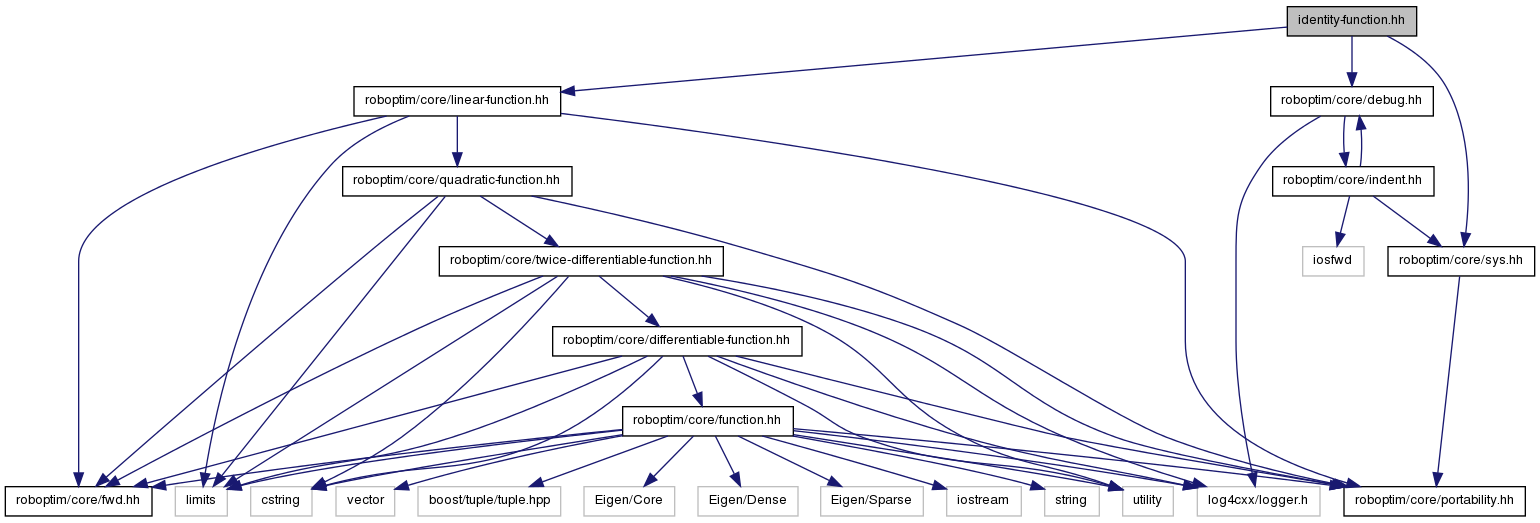 identity-function.hh
roboptim/core/linear-function.hh
roboptim/core/debug.hh
roboptim/core/quadratic-function.hh
roboptim/core/indent.hh
roboptim/core/twice-differentiable-function.hh
iosfwd
roboptim/core/sys.hh
roboptim/core/differentiable-function.hh
roboptim/core/function.hh
roboptim/core/fwd.hh
limits
cstring
vector
boost/tuple/tuple.hpp
Eigen/Core
Eigen/Dense
Eigen/Sparse
iostream
string
utility
log4cxx/logger.h
roboptim/core/portability.hh